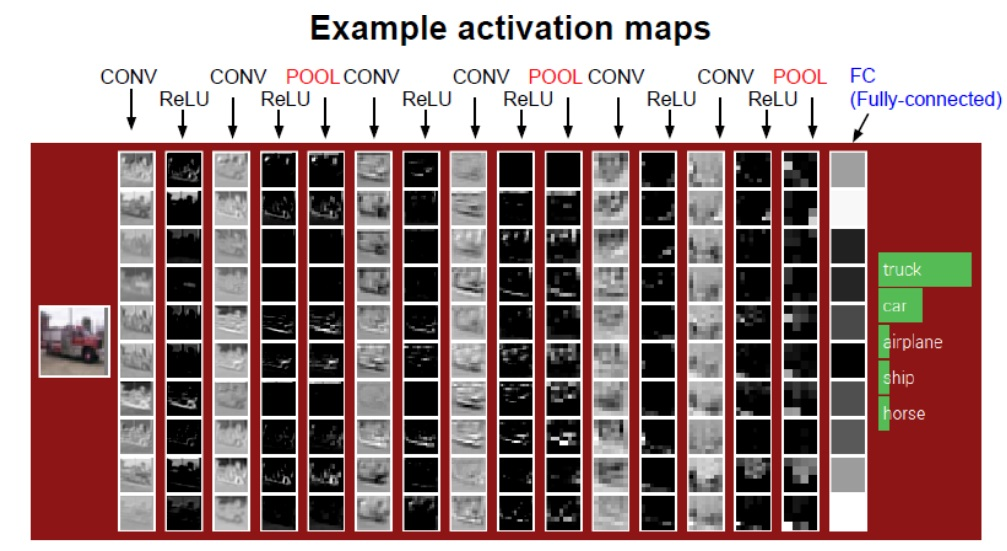 Example activation maps
CONV CONV POOL CONV CONV POOL CONV CONV POOL FC
ReLU ReLU ReLU ReLU ReLU ReLU (Fully-connected)
truck
car
airplane
ship
horse